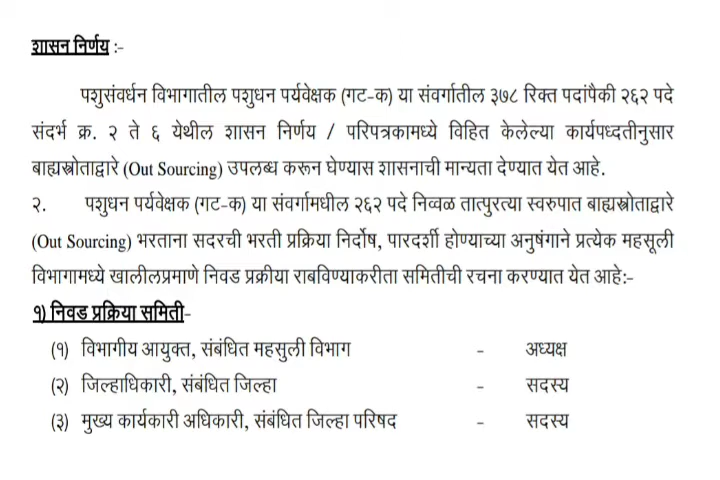 शासन निर्णय :-
पशुसंवर्धन विभागातील पशुधन पर्यवेक्षक (गट-क) या संवर्गातील ३७८ रिक्त पदांपैकी २६२ पदे
संदर्भ क्र. २ ते ६ येथील शासन निर्णय / परिपत्रकामध्ये विहित केलेल्या कार्यपध्दतीनुसार
बाह्यस्त्रोताद्वारे (Out Sourcing) उपलब्ध करून घेण्यास शासनाची मान्यता देण्यात येत आहे.
२. पशुधन पर्यवेक्षक (गट-क) या संवर्गामधील २६२ पदे निव्वळ तात्पुरत्या स्वरुपात बाह्यस्त्रोताद्वारे
(Out Sourcing) भरताना सदरची भरती प्रक्रिया निर्दोष, पारदर्शी होण्याच्या अनुषंगाने प्रत्येक महसूली
विभागामध्ये खालीलप्रमाणे निवड प्रक्रीया राबविण्याकरीता समितीची रचना करण्यात येत आहे:-
१) निवड प्रक्रिया समिती-
(१) विभागीय आयुक्त, संबंधित महसुली विभाग - अध्यक्ष
(२) जिल्हाधिकारी, संबंधित जिल्हा - सदस्य
(३) मुख्य कार्यकारी अधिकारी, संबंधित जिल्हा परिषद - सदस्य